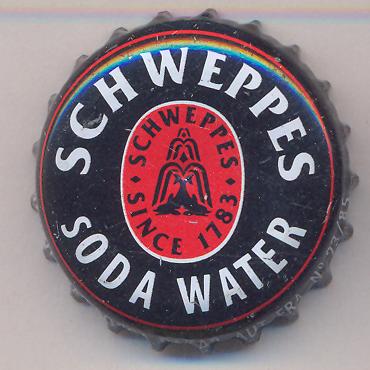 SCHWEPPES
SCHWEPPES
SINCE 1783
SODA WATER